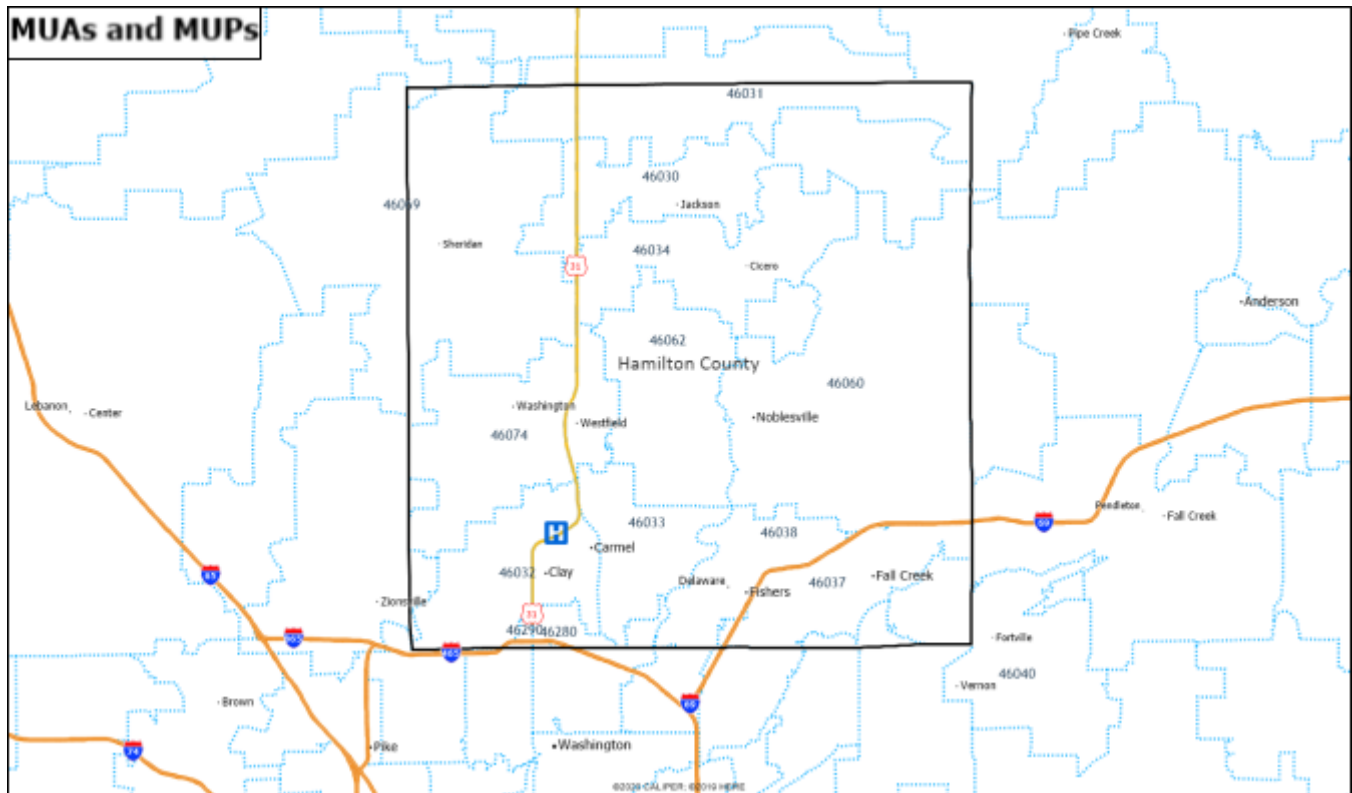 MUAs and MUPs
Pipe Creek
46031
46030
46069
Jackson
Sheridan
46034
31
Cicero
Anderson
46062
Hamilton County
46060
Lebanon
Center
Washington
Westfield
Noblesville
46074
Pendleton
Fall Creek
46033
46038
69
H
Carmel
65
46032
Clay
Delaware
46037
Fall Creek
Fishers
Zionsville
31
46290
46280
865
465
Fortville
46040
Vernon
Brown
69
Pike
Washington
74
©2020 CALIPER; ©2019 HERE